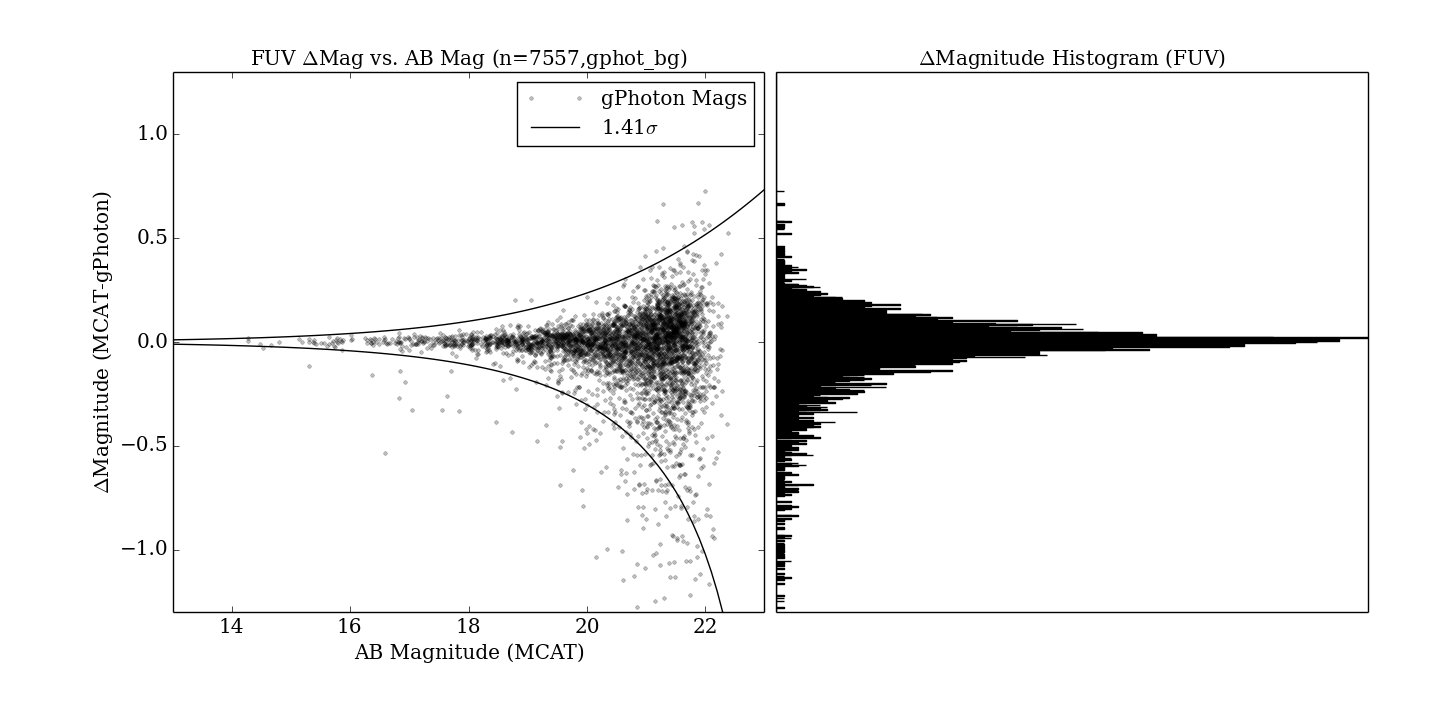 FUV ΔMag vs. AB Mag (n=7557,gphot_bg)
ΔMagnitude Histogram (FUV)
gPhoton Mags
1.41σ
1.0
0.5
0.0
−0.5
−1.0
ΔMagnitude (MCAT-gPhoton)
14 16 18 20 22
AB Magnitude (MCAT)